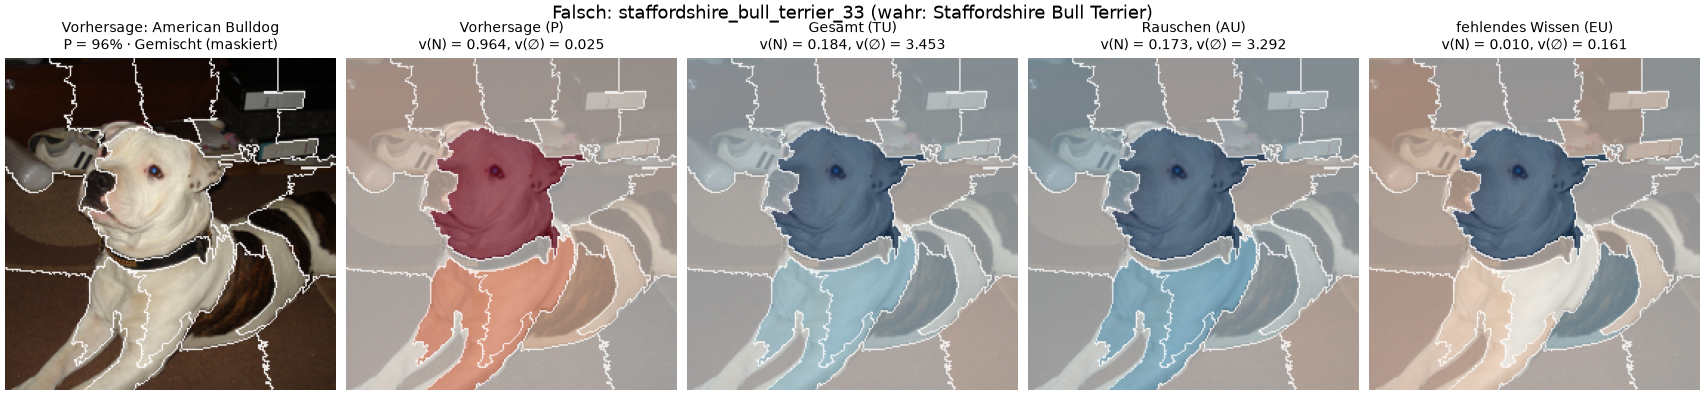 Falsch: staffordshire_bull_terrier_33 (wahr: Staffordshire Bull Terrier)
Vorhersage: American Bulldog
P = 96% · Gemischt (maskiert)
Vorhersage (P)
v(N) = 0.964, v(∅) = 0.025
Gesamt (TU)
v(N) = 0.184, v(∅) = 3.453
Rauschen (AU)
v(N) = 0.173, v(∅) = 3.292
fehlendes Wissen (EU)
v(N) = 0.010, v(∅) = 0.161